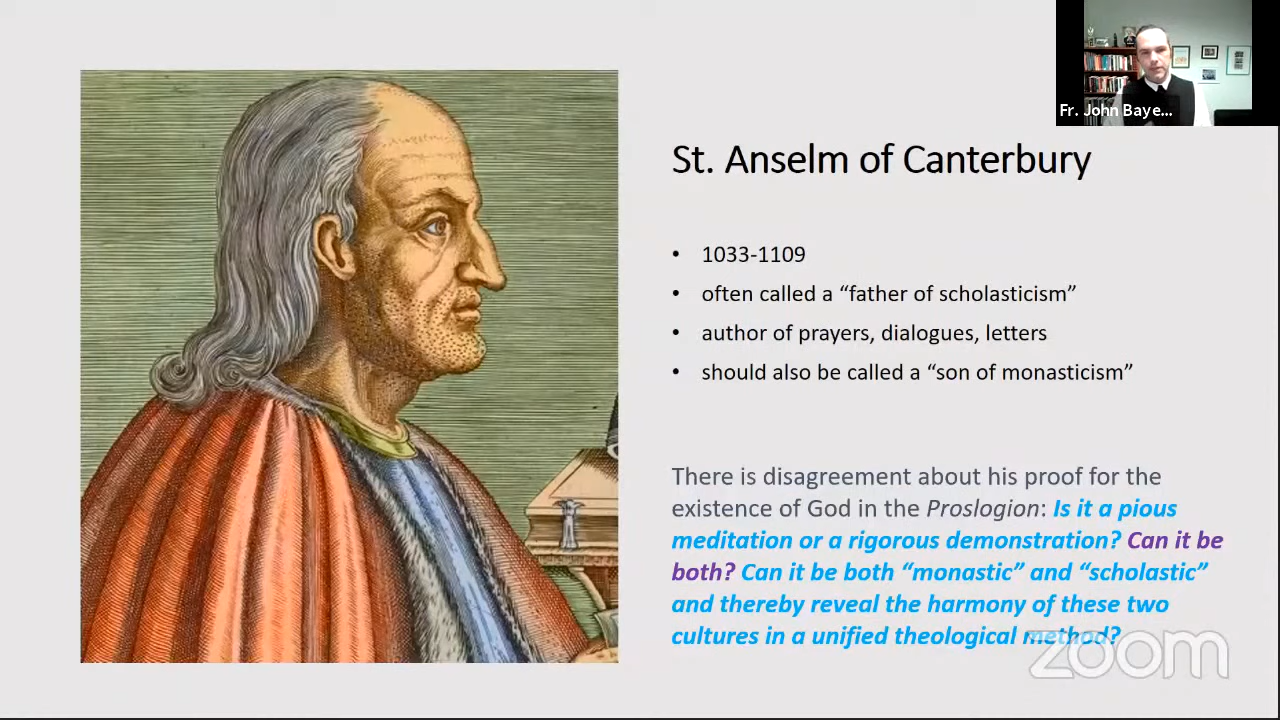 Fr. John Baye...
St. Anselm of Canterbury
• 1033-1109
• often called a “father of scholasticism”
• author of prayers, dialogues, letters
• should also be called a “son of monasticism”
There is disagreement about his proof for the
existence of God in the Proslogion: Is it a pious
meditation or a rigorous demonstration? Can it be
both? Can it be both “monastic” and “scholastic”
and thereby reveal the harmony of these two
cultures in a unified theological method?
zoom